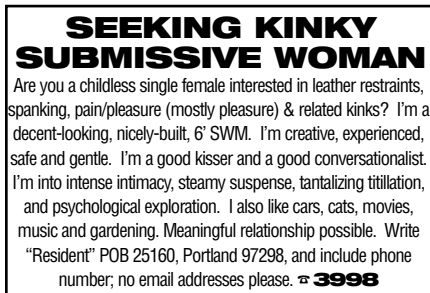 SEEKING KINKY
SUBMISSIVE WOMAN
Are you a childless single female interested in leather restraints,
spanking, pain/pleasure (mostly pleasure) & related kinks? I'm a
decent-looking, nicely-built, 6' SWM. I'm creative, experienced,
safe and gentle. I'm a good kisser and a good conversationalist.
I'm into intense intimacy, steamy suspense, tantalizing titillation,
and psychological exploration. I also like cars, cats, movies,
music and gardening. Meaningful relationship possible. Write
“Resident” POB 25160, Portland 97298, and include phone
number; no email addresses please. ☎3998